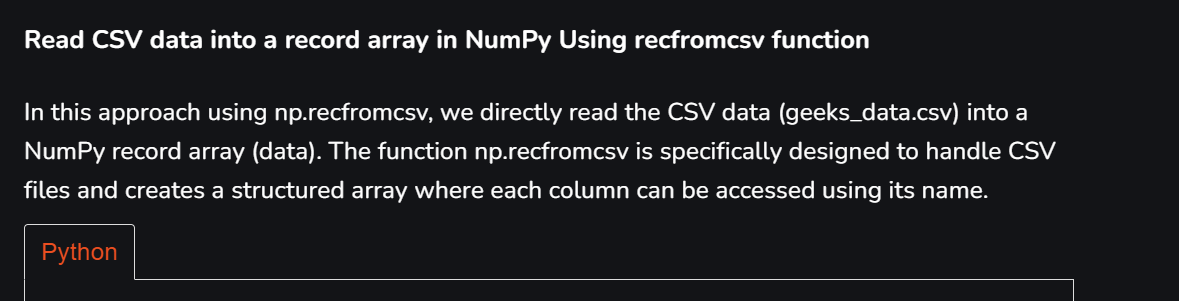 Read CSV data into a record array in NumPy Using recfromcsv function
In this approach using np.recfromcsv, we directly read the CSV data (geeks_data.csv) into a
NumPy record array (data). The function np.recfromcsv is specifically designed to handle CSV
files and creates a structured array where each column can be accessed using its name.
Python